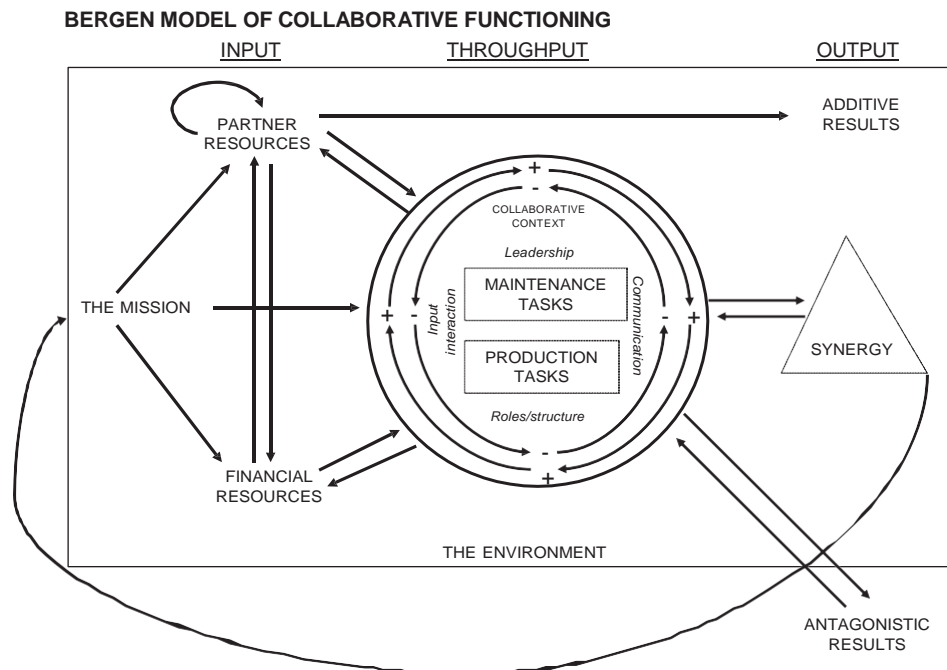 BERGEN MODEL OF COLLABORATIVE FUNCTIONING
INPUT
THROUGHPUT
OUTPUT
PARTNER
RESOURCES
ADDITIVE
RESULTS
+
-
COLLABORATIVE
CONTEXT
Leadership
MAINTENANCE
TASKS
THE MISSION
+
-
Input
interaction
Communication
-
+
SYNERGY
PRODUCTION
TASKS
Roles/structure
-
+
FINANCIAL
RESOURCES
THE ENVIRONMENT
ANTAGONISTIC
RESULTS